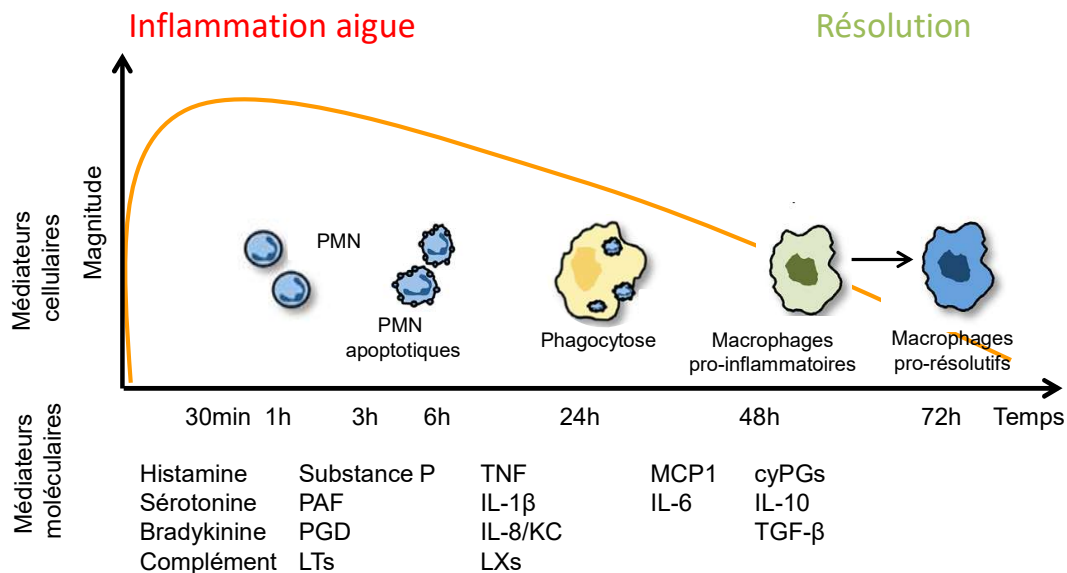 Inflammation aigue
Résolution
Médiateurs
cellulaires
Magnitude
PMN
PMN
apoptotiques
Phagocytose
Macrophages
pro-inflammatoires
Macrophages
pro-résolutifs
30min 1h 3h 6h 24h 48h 72h Temps
Médiateurs
moléculaires
Histamine Substance P TNF MCP1 cyPGs
Sérotonine PAF IL-1β IL-6 IL-10
Bradykinine PGD IL-8/KC TGF-β
Complément LTs LXs